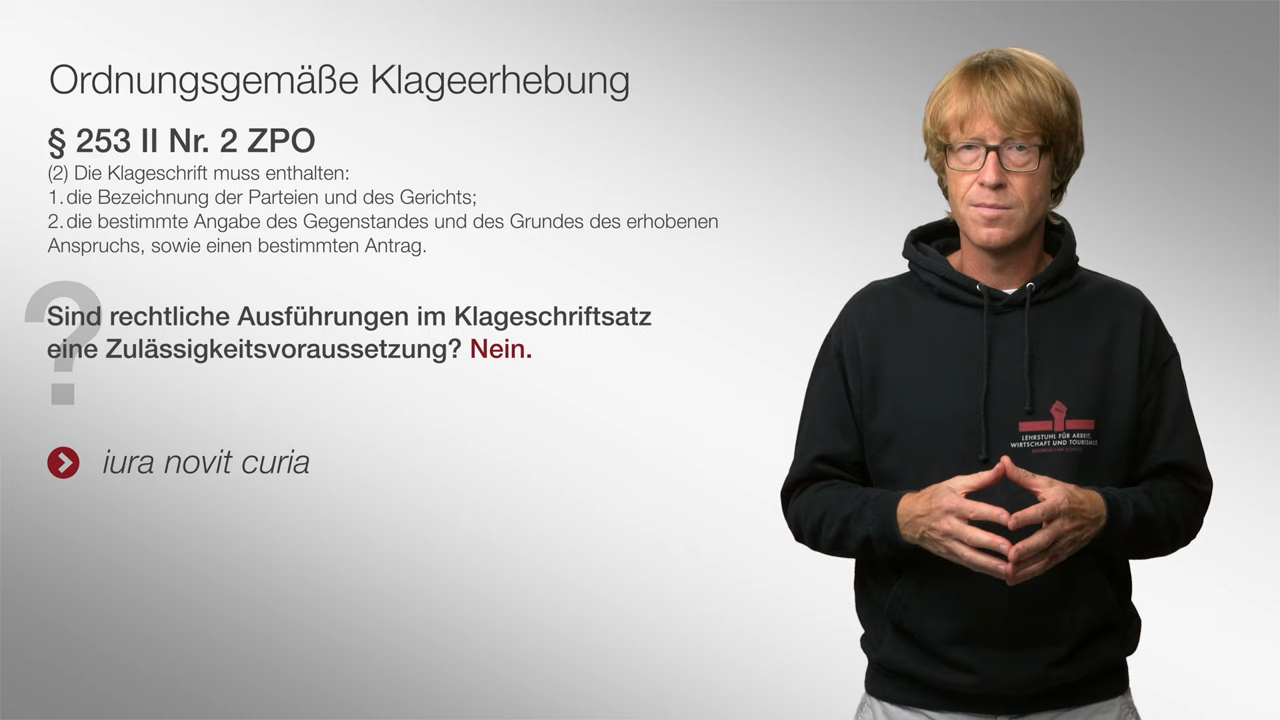 Ordnungsgemäße Klageerhebung
§ 253 II Nr. 2 ZPO
(2) Die Klageschrift muss enthalten:
1. die Bezeichnung der Parteien und des Gerichts;
2. die bestimmte Angabe des Gegenstandes und des Grundes des erhobenen
Anspruchs, sowie einen bestimmten Antrag.
?
Sind rechtliche Ausführungen im Klageschriftsatz
eine Zulässigkeitsvoraussetzung? Nein.
iura novit curia
LEHRSTUHL FÜR ARBEIT,
WIRTSCHAFT UND TOURISMUS